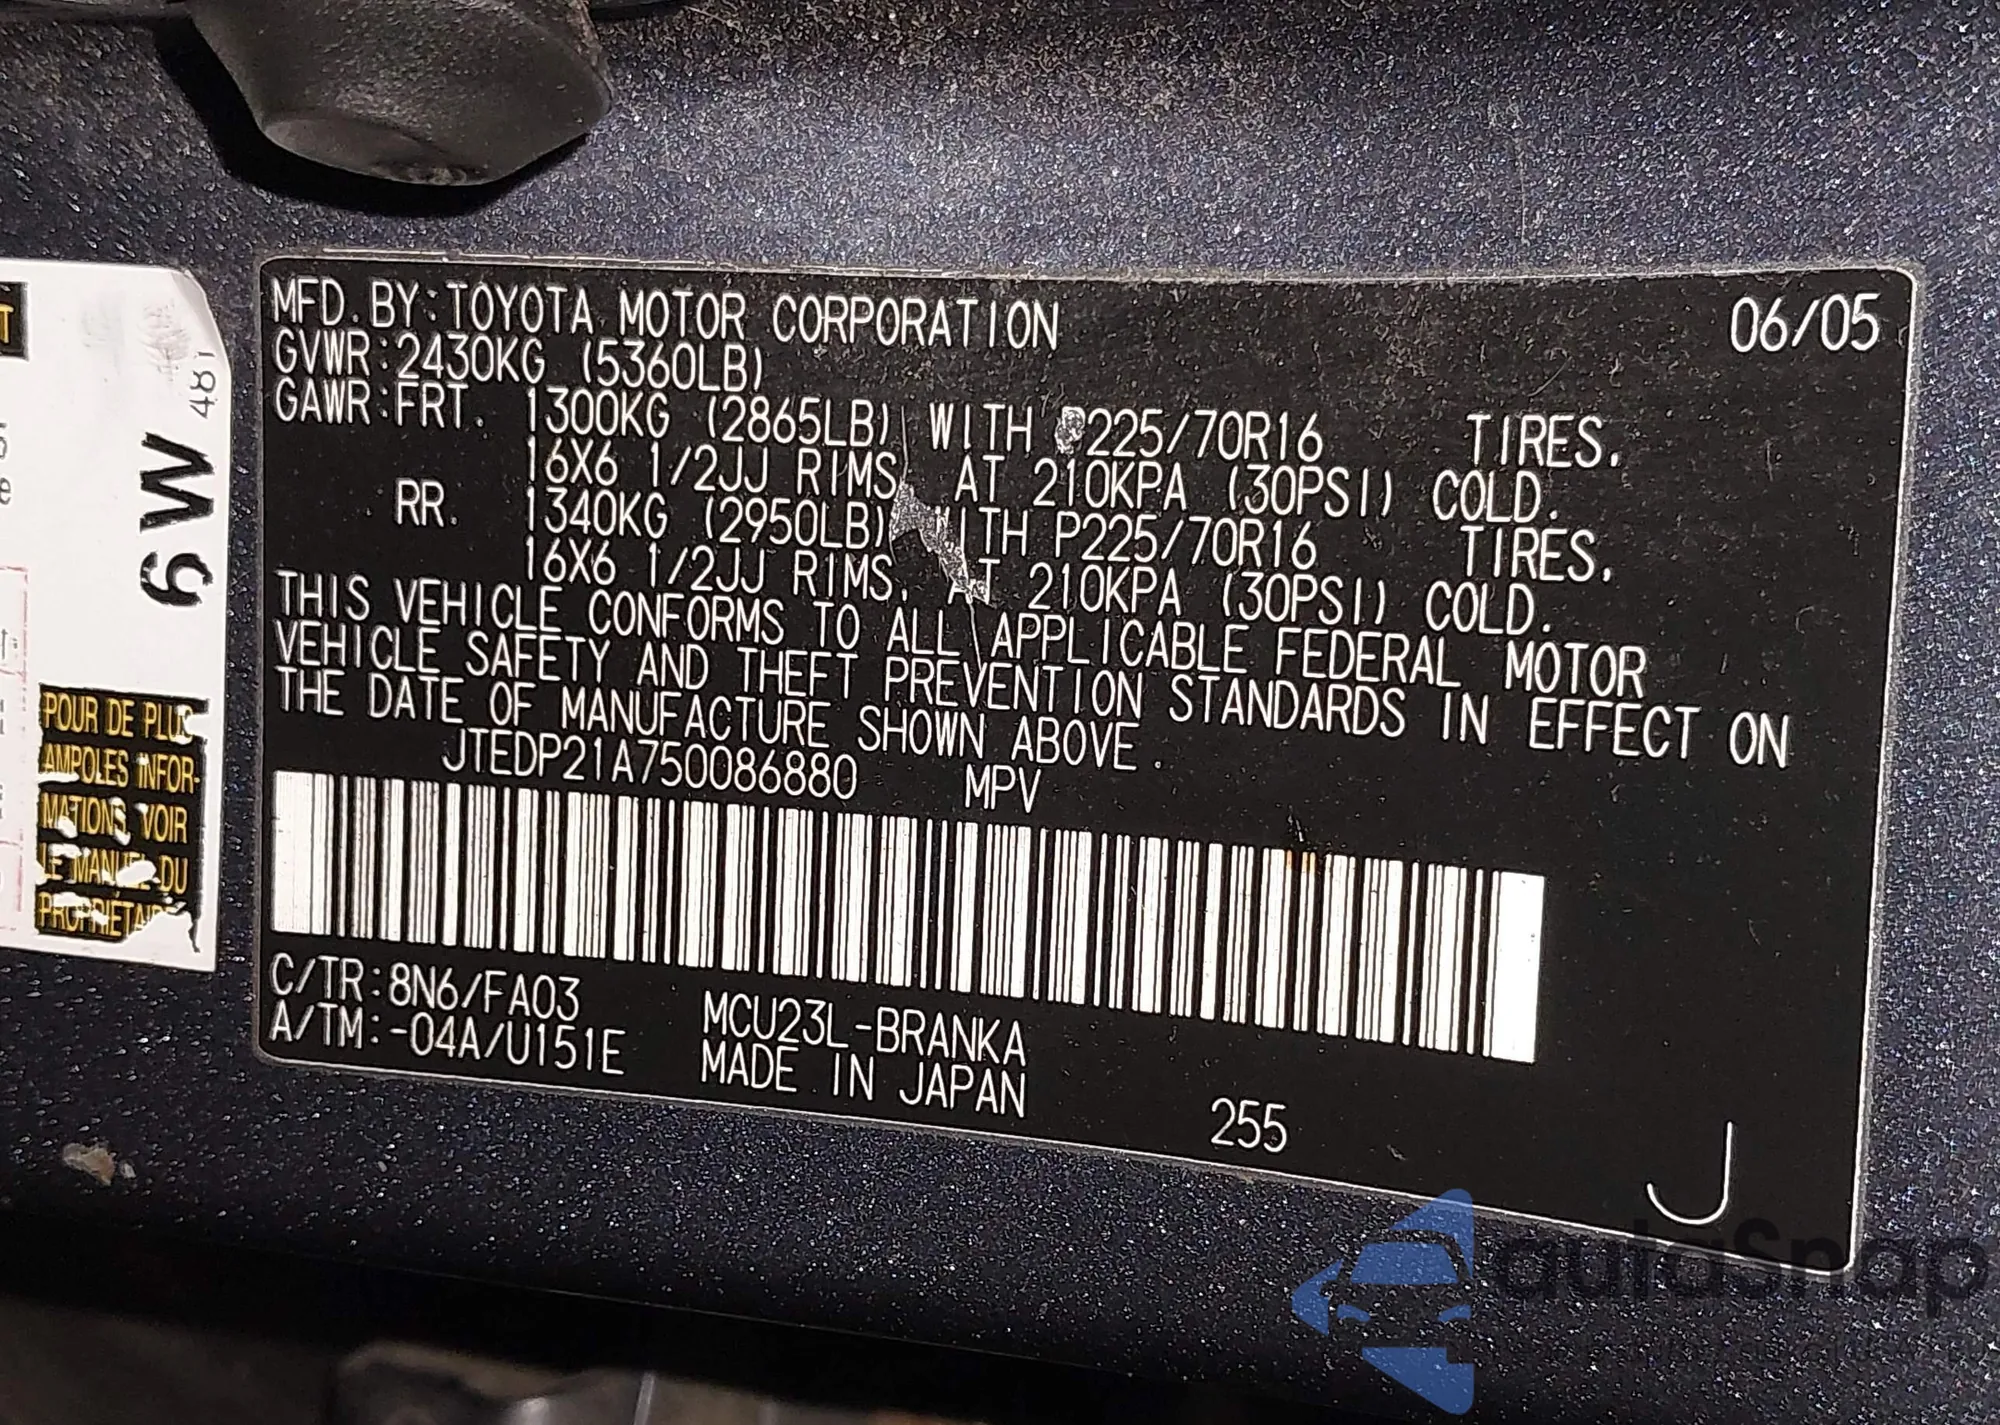 MFD. BY:TOYOTA MOTOR CORPORATION 06/05
GVWR:2430KG (5360LB)
GAWR:FRT. 1300KG (2865LB) WITH P225/70R16 TIRES.
16X6 1/2JJ RIMS, AT 210KPA (30PSI) COLD.
RR. 1340KG (2950LB) WITH P225/70R16 TIRES,
16X6 1/2JJ RIMS, AT 210KPA (30PSI) COLD.
THIS VEHICLE CONFORMS TO ALL APPLICABLE FEDERAL MOTOR
VEHICLE SAFETY AND THEFT PREVENTION STANDARDS IN EFFECT ON
THE DATE OF MANUFACTURE SHOWN ABOVE.
JTEDP21A750086880 MPV
C/TR:8N6/FA03 MCU23L-BRANKA
A/TM:-04A/U151E MADE IN JAPAN
255
J
6W 481
POUR DE PLUS
AMPOLES INFOR-
MATIONS, VOIR
LE MANUEL DU
PROPRIÉTAIRE
autaSnap